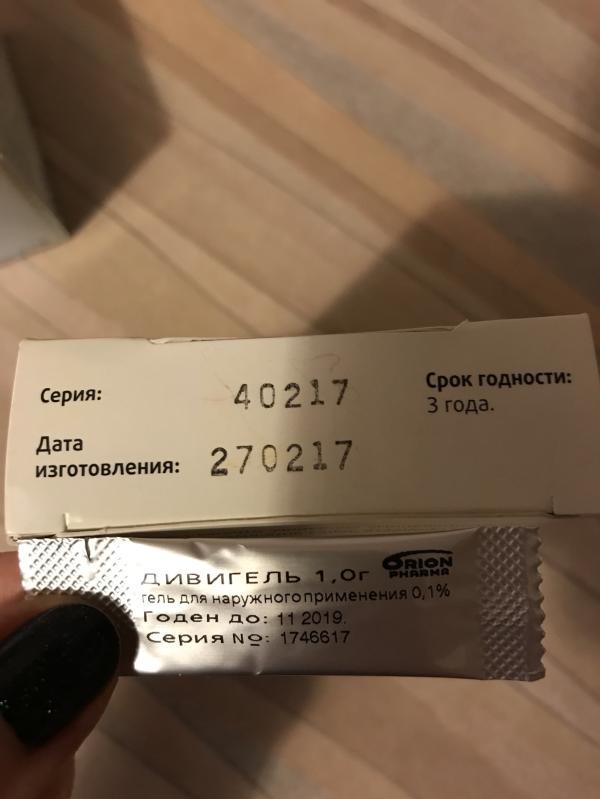 Серия: 40217
Срок годности:
3 года.
Дата
изготовления: 270217
ДИВИГЕЛЬ 1,0г
ORION
PHARMA
гель для наружного применения 0,1%
Годен до: 11 2019.
Серия №: 1746617